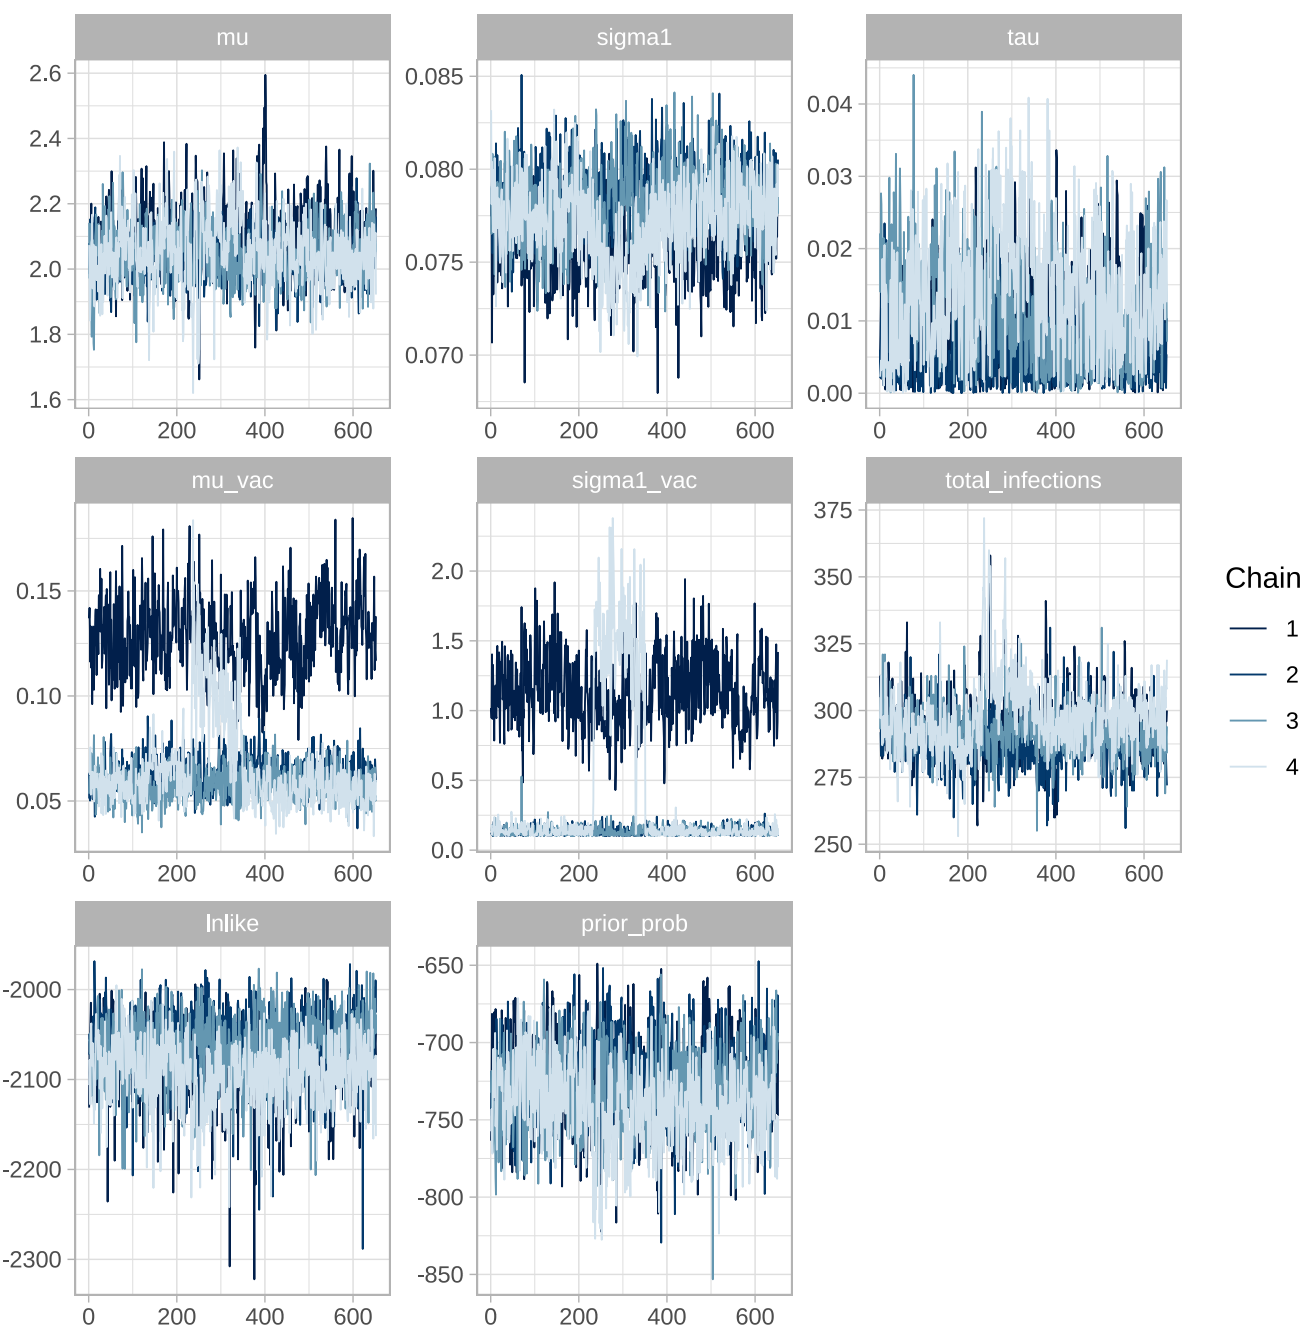 mu
sigma1
tau
2.6
2.4
2.2
2.0
1.8
1.6
0 200 400 600
0.085
0.080
0.075
0.070
0 200 400 600
0.04
0.03
0.02
0.01
0.00
0 200 400 600
mu_vac
sigma1_vac
total_infections
0.15
0.10
0.05
0 200 400 600
2.0
1.5
1.0
0.5
0.0
0 200 400 600
375
350
325
300
275
250
0 200 400 600
Chain
1
2
3
4
lnlike
prior_prob
-2000
-2100
-2200
-2300
0 200 400 600
-650
-700
-750
-800
-850
0 200 400 600